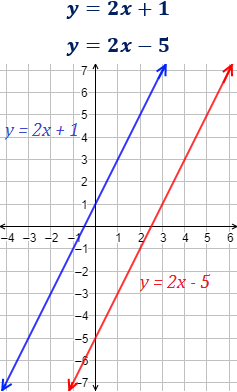 y = 2x + 1
y = 2x − 5
7
6
5
y = 2x + 1
4
3
2
1
−4 −3 −2 −1 1 2 3 4 5 6
−1
−2
y = 2x - 5
−3
−4
−5
−6
−7